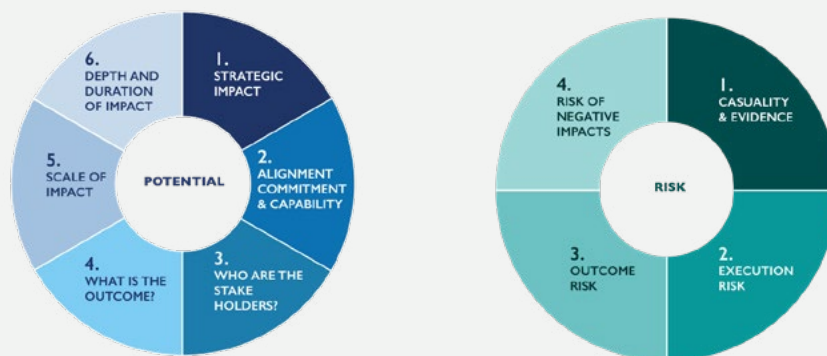 POTENTIAL
1.
STRATEGIC
IMPACT
2.
ALIGNMENT
COMMITMENT
& CAPABILITY
3.
WHO ARE THE
STAKE
HOLDERS?
4.
WHAT IS THE
OUTCOME?
5.
SCALE OF
IMPACT
6.
DEPTH AND
DURATION
OF IMPACT
RISK
1.
CASUALITY
& EVIDENCE
2.
EXECUTION
RISK
3.
OUTCOME
RISK
4.
RISK OF
NEGATIVE
IMPACTS